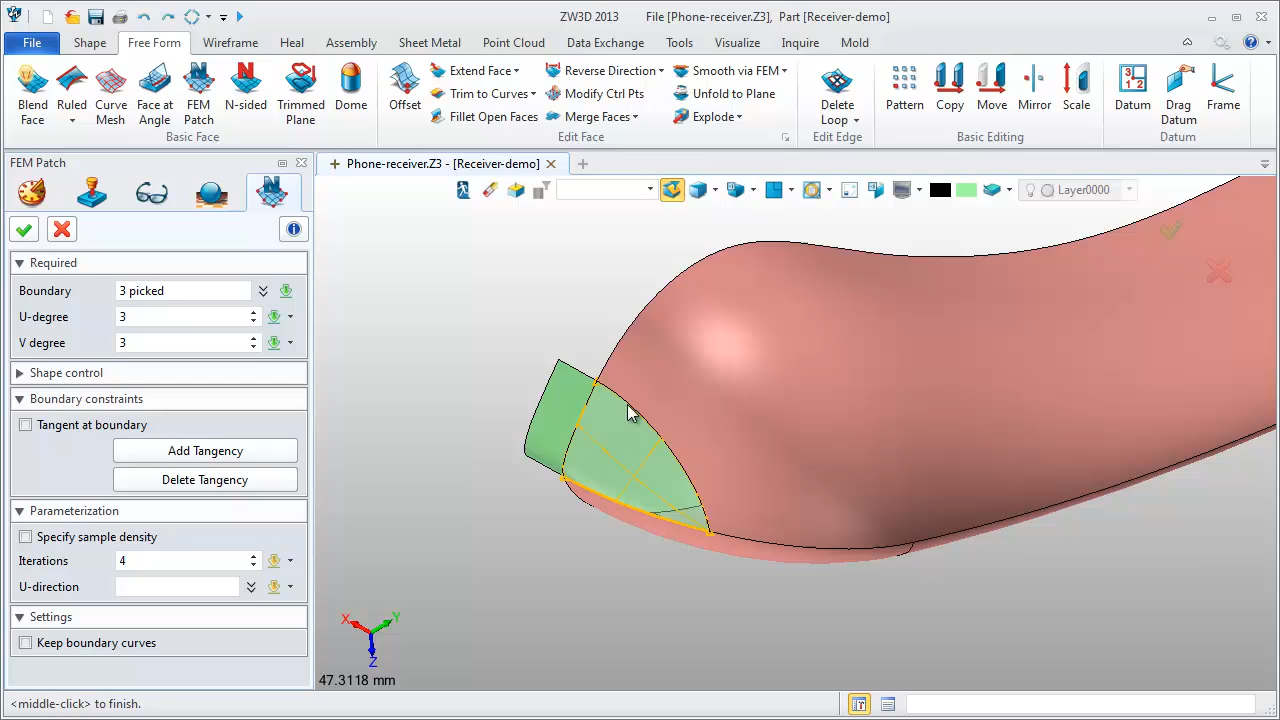 ZW3D 2013 File [Phone-receiver.Z3], Part [Receiver-demo]
File Shape Free Form Wireframe Heal Assembly Sheet Metal Point Cloud Data Exchange Tools Visualize Inquire Mold
Blend Face
Ruled
Curve Mesh
Face at Angle
FEM Patch
N-sided
Trimmed Plane
Dome
Basic Face
Offset
Extend Face
Trim to Curves
Fillet Open Faces
Reverse Direction
Modify Ctrl Pts
Merge Faces
Smooth via FEM
Unfold to Plane
Explode
Edit Face
Delete Loop
Edit Edge
Pattern
Copy
Move
Mirror
Scale
Basic Editing
Datum
Drag Datum
Frame
Datum
FEM Patch
Phone-receiver.Z3 - [Receiver-demo]
Layer0000
Required
Boundary 3 picked
U-degree 3
V degree 3
Shape control
Boundary constraints
Tangent at boundary
Add Tangency
Delete Tangency
Parameterization
Specify sample density
Iterations 4
U-direction
Settings
Keep boundary curves
X Y
Z
47.3118 mm
<middle-click> to finish.